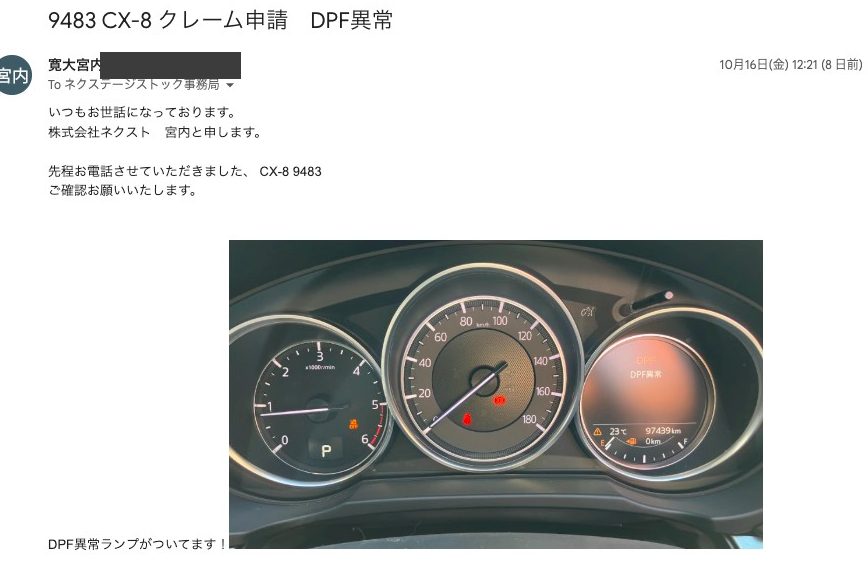 9483 CX-8 クレーム申請　DPF異常
宮内
寛大宮内
10月16日(金) 12:21 (8 日前)
To ネクステージストック事務局
いつもお世話になっております。
株式会社ネクスト　宮内と申します。
先程お電話させていただきました、 CX-8 9483
ご確認お願いいたします。
0
1
2
3
4
5
6
x1000r/min
P
0
20
40
60
80
100
120
140
160
180
km/h
DPF
DPF異常
23℃
97439km
E
0km
F
DPF異常ランプがついてます！